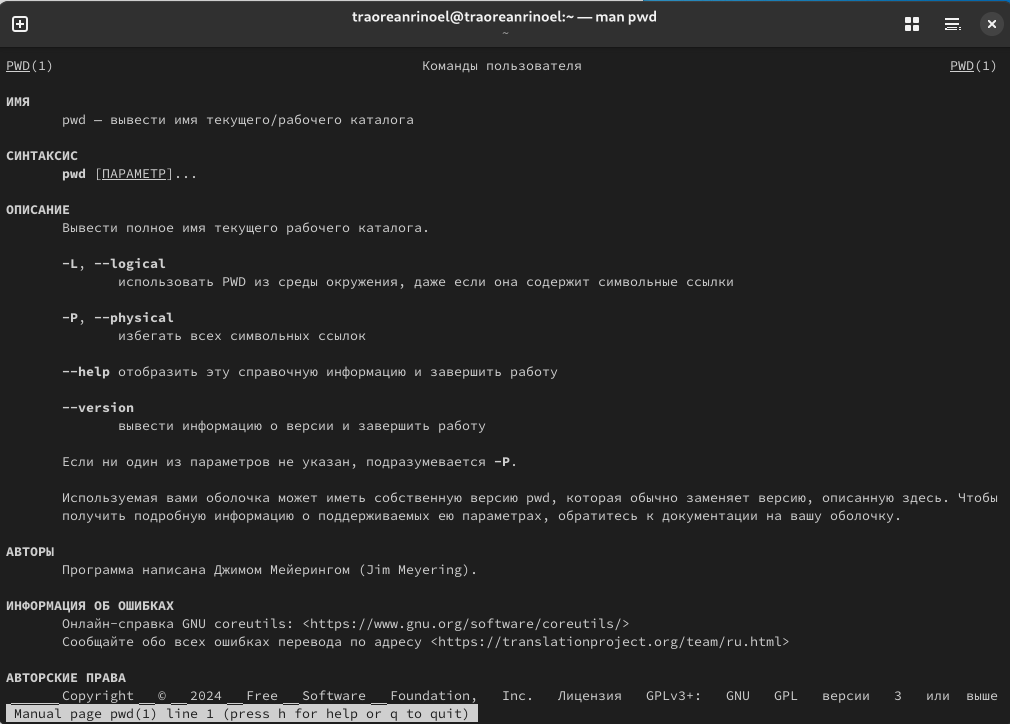 traoreanrinoel@traoreanrinoel:~ — man pwd
~
PWD(1) Команды пользователя PWD(1)
ИМЯ
pwd — вывести имя текущего/рабочего каталога
СИНТАКСИС
pwd [ПАРАМЕТР]...
ОПИСАНИЕ
Вывести полное имя текущего рабочего каталога.
-L, --logical
использовать PWD из среды окружения, даже если она содержит символьные ссылки
-P, --physical
избегать всех символьных ссылок
--help отобразить эту справочную информацию и завершить работу
--version
вывести информацию о версии и завершить работу
Если ни один из параметров не указан, подразумевается -P.
Используемая вами оболочка может иметь собственную версию pwd, которая обычно заменяет версию, описанную здесь. Чтобы
получить подробную информацию о поддерживаемых ею параметрах, обратитесь к документации на вашу оболочку.
АВТОРЫ
Программа написана Джимом Мейерингом (Jim Meyering).
ИНФОРМАЦИЯ ОБ ОШИБКАХ
Онлайн-справка GNU coreutils: <https://www.gnu.org/software/coreutils/>
Сообщайте обо всех ошибках перевода по адресу <https://translationproject.org/team/ru.html>
АВТОРСКИЕ ПРАВА
Copyright © 2024 Free Software Foundation, Inc. Лицензия GPLv3+: GNU GPL версии 3 или выше
Manual page pwd(1) line 1 (press h for help or q to quit)